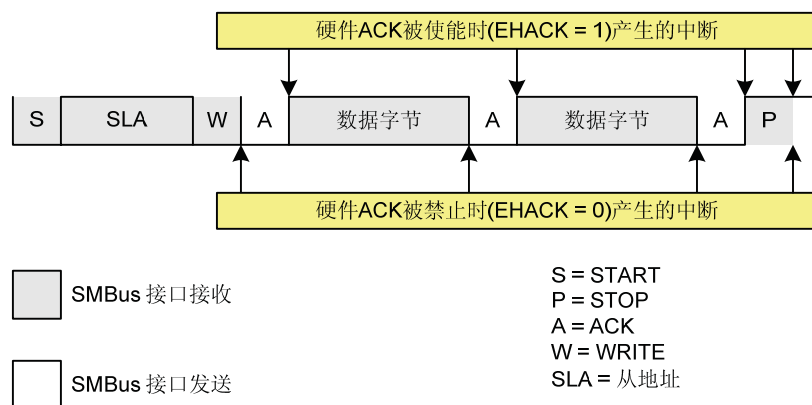 硬件ACK被使能时(EHACK = 1)产生的中断
S SLA W A 数据字节 A 数据字节 A P
硬件ACK被禁止时(EHACK = 0)产生的中断
SMBus 接口接收
SMBus 接口发送
S = START
P = STOP
A = ACK
W = WRITE
SLA = 从地址